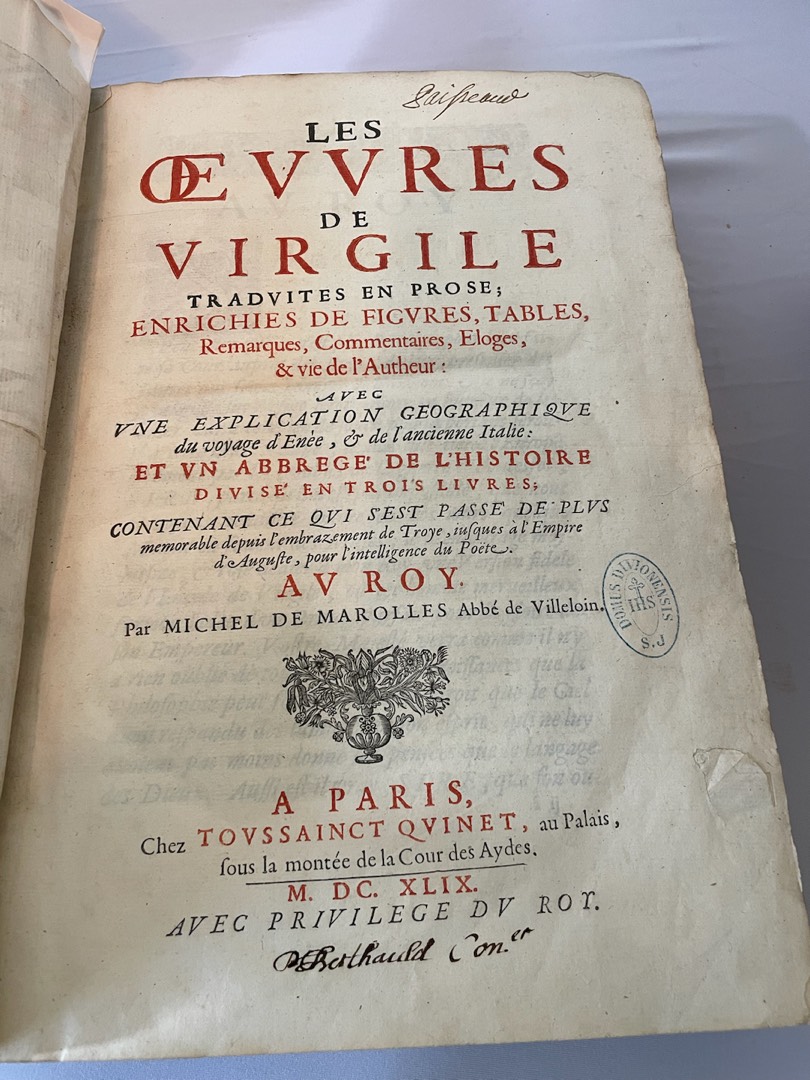 LES
ŒVVRES
DE
VIRGILE
TRADVITES EN PROSE;
ENRICHIES DE FIGVRES, TABLES,
Remarques, Commentaires, Eloges,
& vie de l'Autheur:
AVEC
VNE EXPLICATION GEOGRAPHIQVE
du voyage d'Enée, & de l'ancienne Italie:
ET VN ABBREGE' DE L'HISTOIRE
DIVISE' EN TROIS LIVRES;
CONTENANT CE QVI S'EST PASSE' DE PLVS
memorable depuis l'embrazement de Troye, iusques à l'Empire
d'Auguste, pour l'intelligence du Poëte.
AV ROY.
Par MICHEL DE MAROLLES Abbé de Villeloin.
DOMUS DIVIONENSIS
IHS
S.J
A PARIS,
Chez TOVSSAINCT QVINET, au Palais,
sous la montée de la Cour des Aydes.
M. DC. XLIX.
AVEC PRIVILEGE DV ROY.
Berthauld Con.er